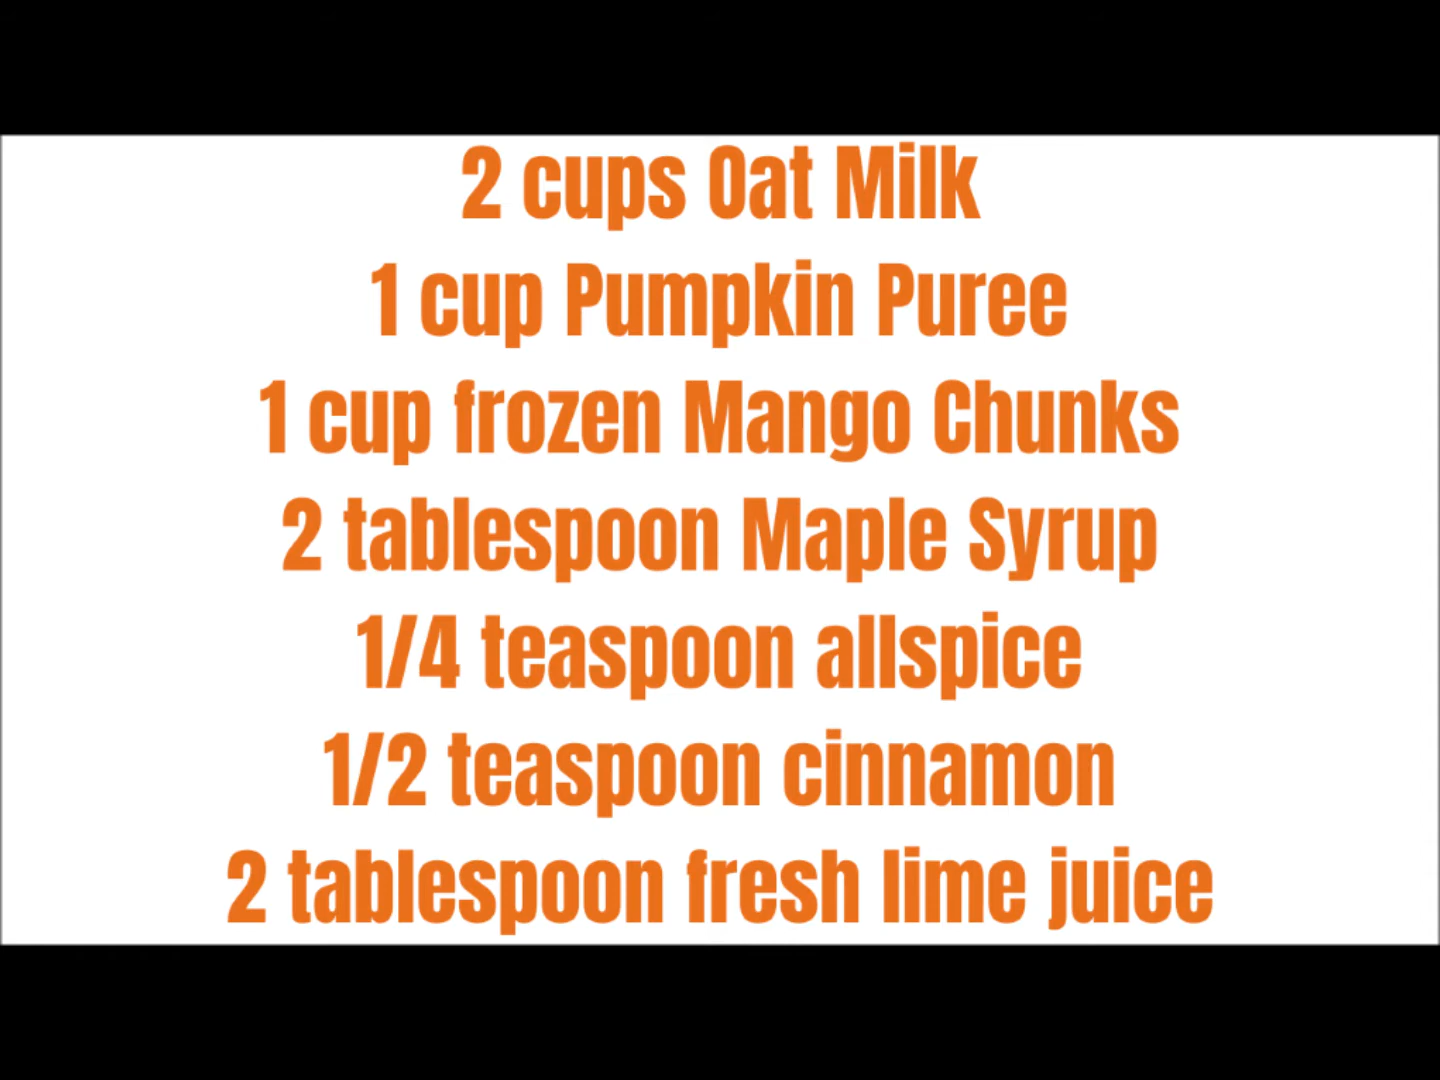 2 cups Oat Milk
1 cup Pumpkin Puree
1 cup frozen Mango Chunks
2 tablespoon Maple Syrup
1/4 teaspoon allspice
1/2 teaspoon cinnamon
2 tablespoon fresh lime juice